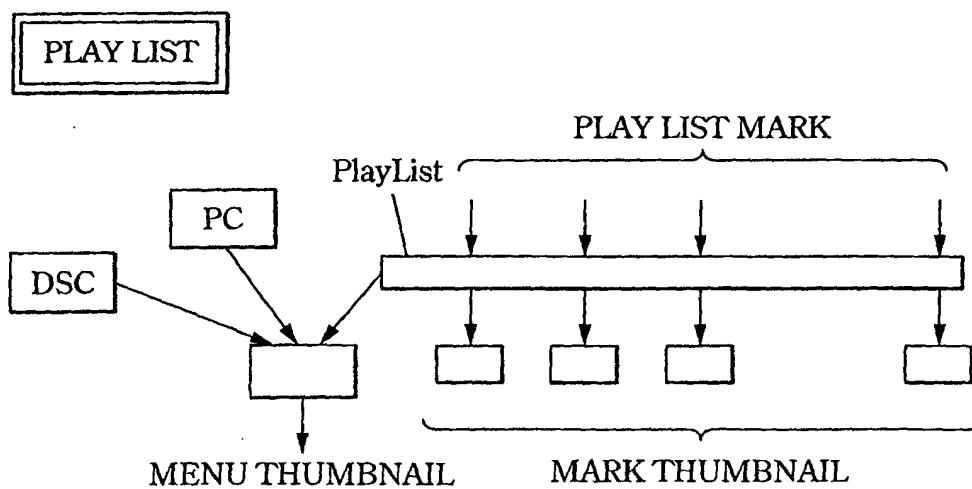 PLAY LIST
PLAY LIST MARK
PlayList
PC
DSC
MENU THUMBNAIL
MARK THUMBNAIL